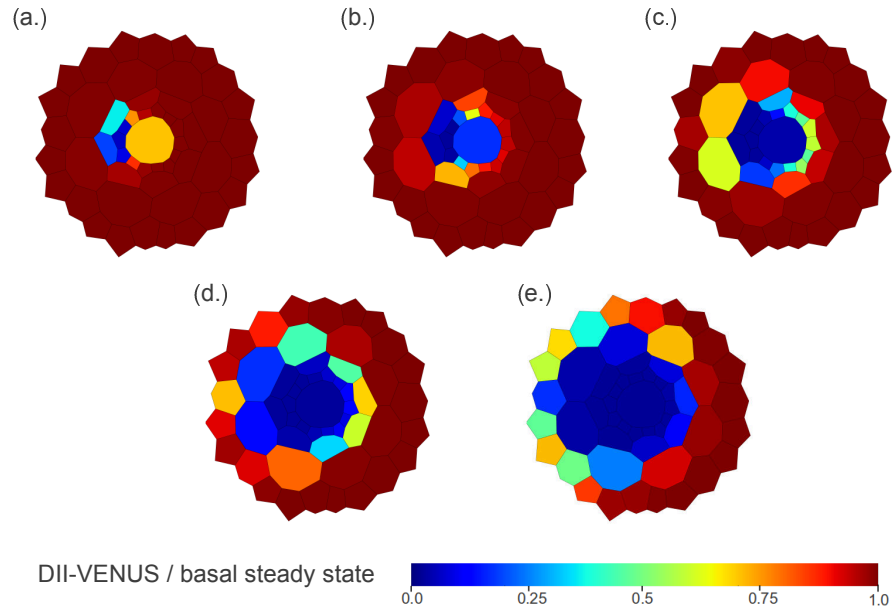 (a.)
(b.)
(c.)
(d.)
(e.)
DII-VENUS / basal steady state
0.0 0.25 0.5 0.75 1.0